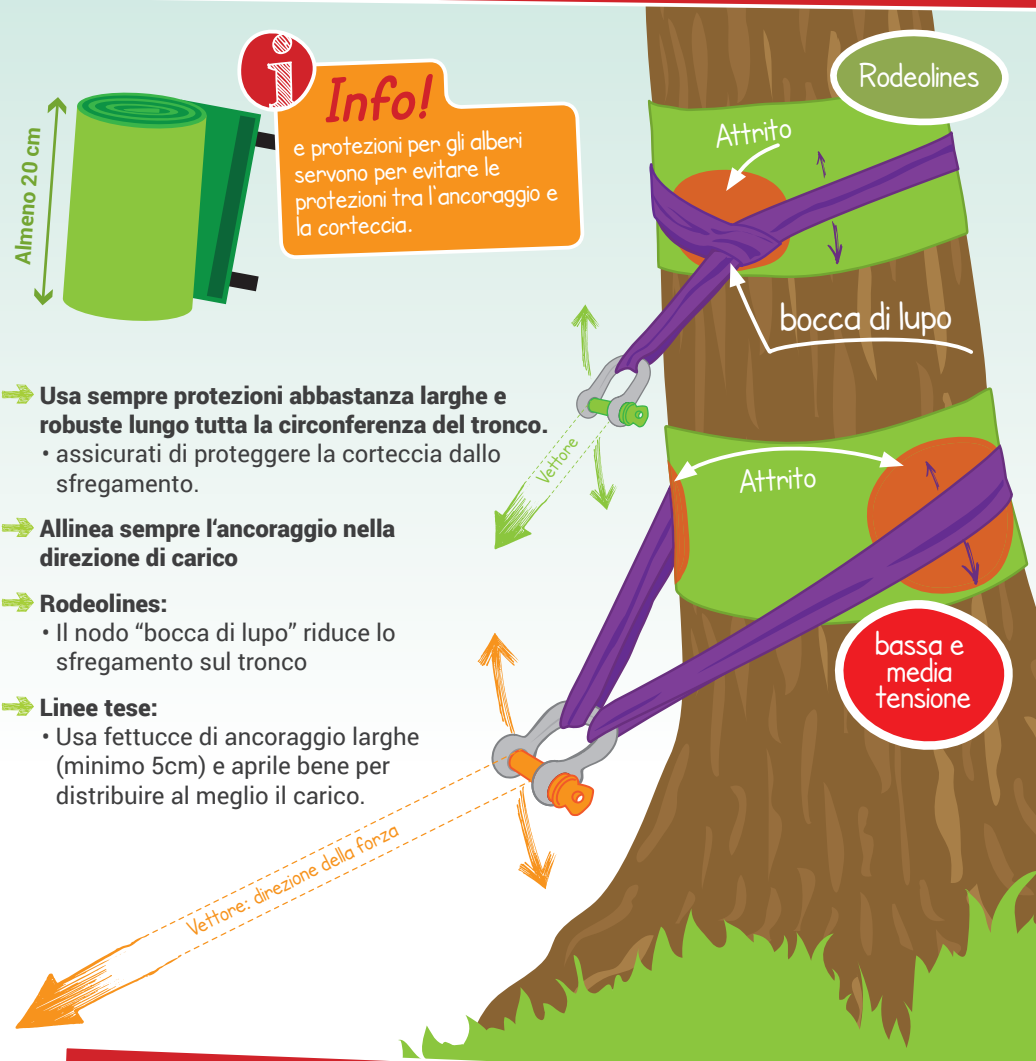 Info!
e protezioni per gli alberi
servono per evitare le
protezioni tra l'ancoraggio e
la corteccia.
Almeno 20 cm
Rodeolines
Attrito
bocca di lupo
Vettore
Attrito
bassa e
media
tensione
Usa sempre protezioni abbastanza larghe e
robuste lungo tutta la circonferenza del tronco.
• assicurati di proteggere la corteccia dallo
sfregamento.
Allinea sempre l'ancoraggio nella
direzione di carico
Rodeolines:
• Il nodo “bocca di lupo” riduce lo
sfregamento sul tronco
Linee tese:
• Usa fettucce di ancoraggio larghe
(minimo 5cm) e aprile bene per
distribuire al meglio il carico.
Vettore: direzione della forza